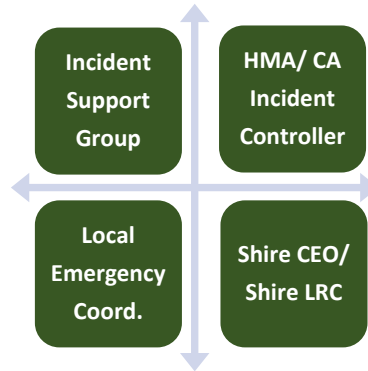 Incident
Support
Group
HMA/ CA
Incident
Controller
Local
Emergency
Coord.
Shire CEO/
Shire LRC